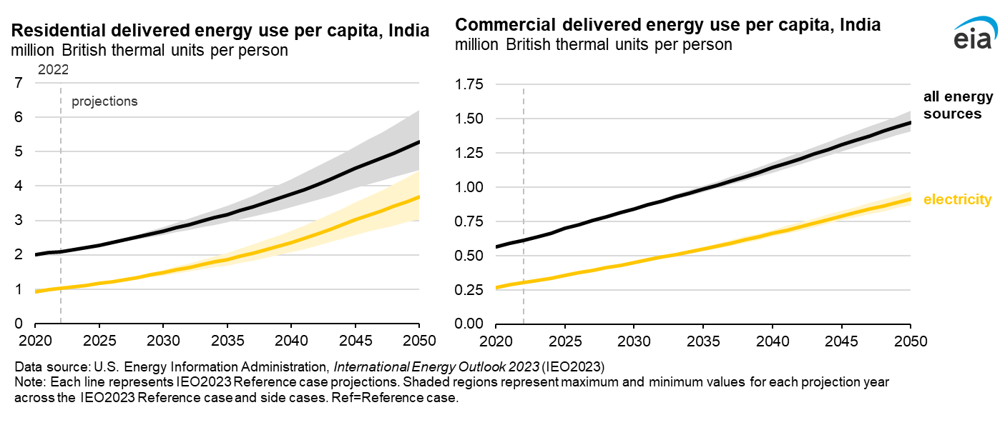 Residential delivered energy use per capita, India
million British thermal units per person
2022
projections
7
6
5
4
3
2
1
0
2020 2025 2030 2035 2040 2045 2050
Commercial delivered energy use per capita, India
million British thermal units per person
eia
1.75
1.50
1.25
1.00
0.75
0.50
0.25
0.00
2020 2025 2030 2035 2040 2045 2050
all energy
sources
electricity
Data source: U.S. Energy Information Administration, International Energy Outlook 2023 (IEO2023)
Note: Each line represents IEO2023 Reference case projections. Shaded regions represent maximum and minimum values for each projection year
across the IEO2023 Reference case and side cases. Ref=Reference case.